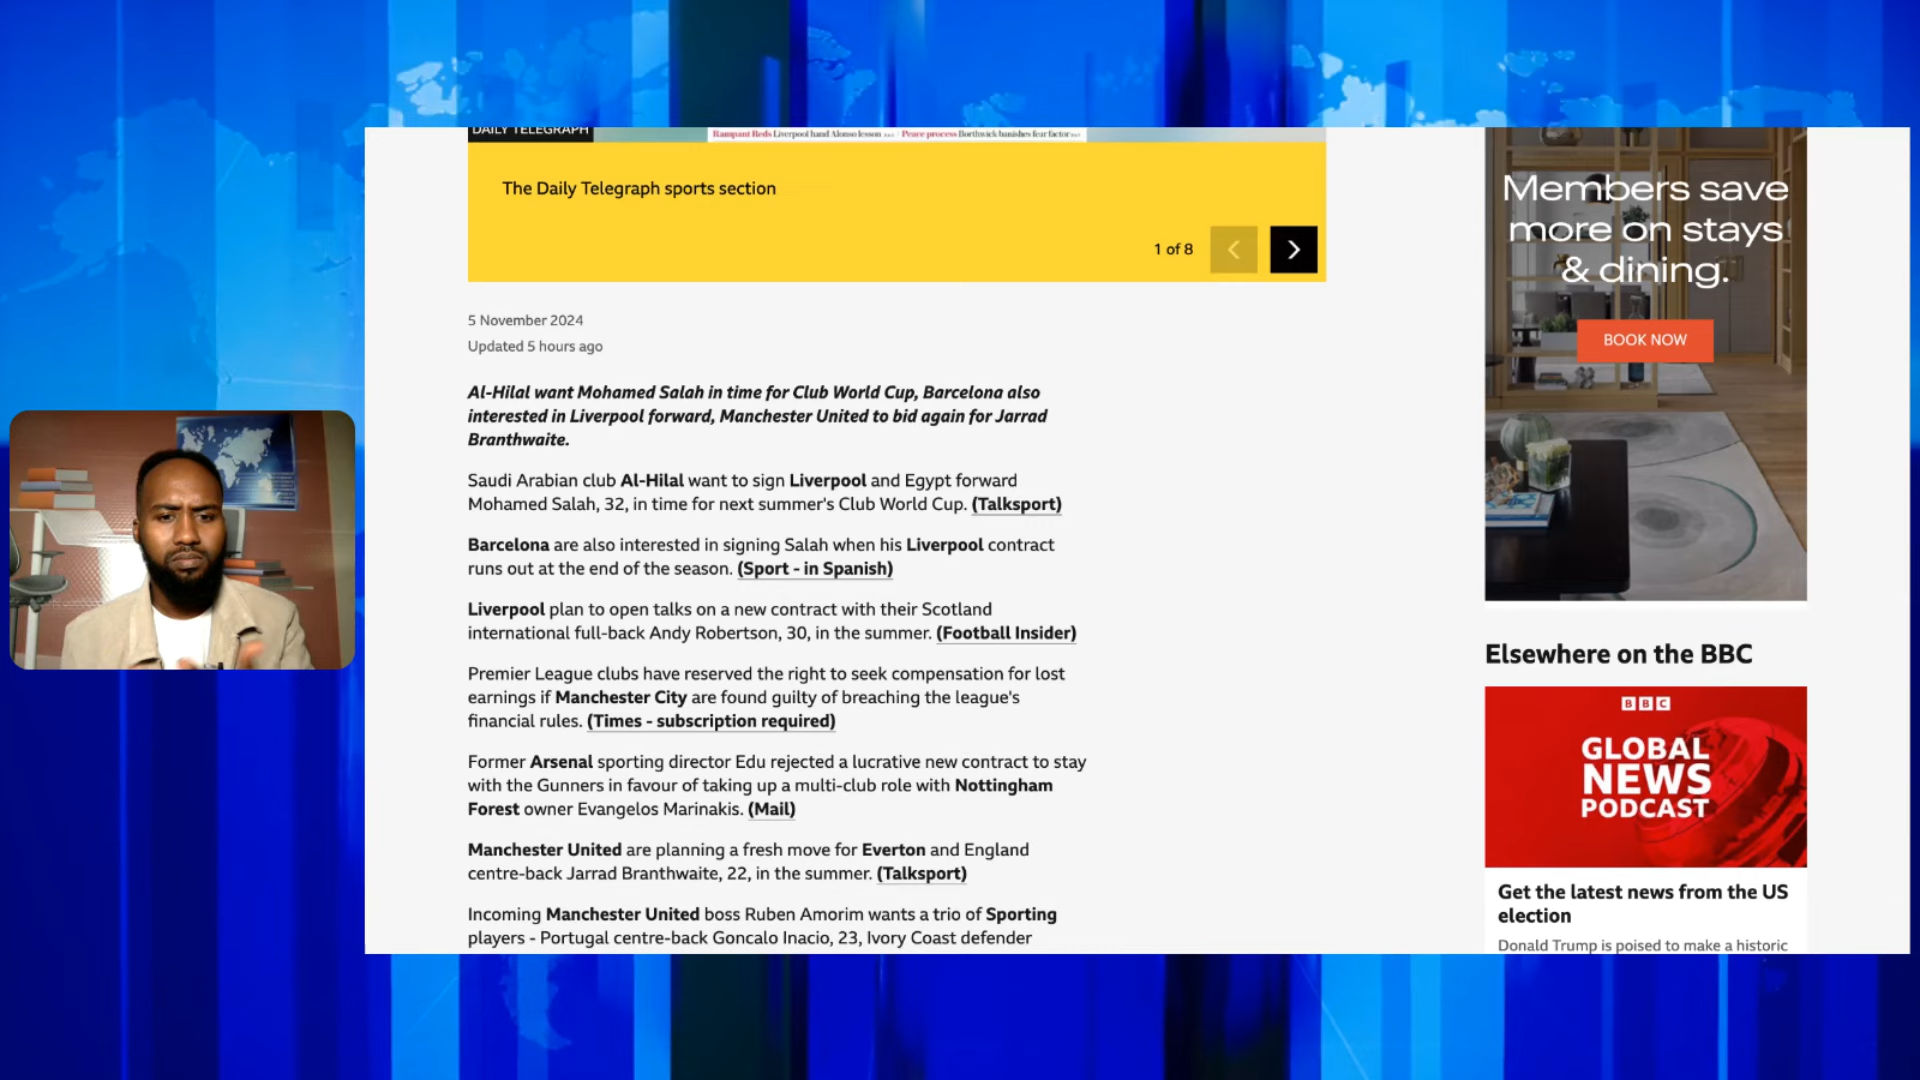 DAILY TELEGRAPH
Rampant Reds Liverpool hand Alonso lesson
Peace process Borthwick banishes fear factor
The Daily Telegraph sports section
1 of 8
5 November 2024
Updated 5 hours ago
Al-Hilal want Mohamed Salah in time for Club World Cup, Barcelona also
interested in Liverpool forward, Manchester United to bid again for Jarrad
Branthwaite.
Saudi Arabian club Al-Hilal want to sign Liverpool and Egypt forward
Mohamed Salah, 32, in time for next summer's Club World Cup. (Talksport)
Barcelona are also interested in signing Salah when his Liverpool contract
runs out at the end of the season. (Sport - in Spanish)
Liverpool plan to open talks on a new contract with their Scotland
international full-back Andy Robertson, 30, in the summer. (Football Insider)
Premier League clubs have reserved the right to seek compensation for lost
earnings if Manchester City are found guilty of breaching the league's
financial rules. (Times - subscription required)
Former Arsenal sporting director Edu rejected a lucrative new contract to stay
with the Gunners in favour of taking up a multi-club role with Nottingham
Forest owner Evangelos Marinakis. (Mail)
Manchester United are planning a fresh move for Everton and England
centre-back Jarrad Branthwaite, 22, in the summer. (Talksport)
Incoming Manchester United boss Ruben Amorim wants a trio of Sporting
players - Portugal centre-back Goncalo Inacio, 23, Ivory Coast defender
Members save
more on stays
& dining.
BOOK NOW
Elsewhere on the BBC
BBC
GLOBAL
NEWS
PODCAST
Get the latest news from the US
election
Donald Trump is poised to make a historic